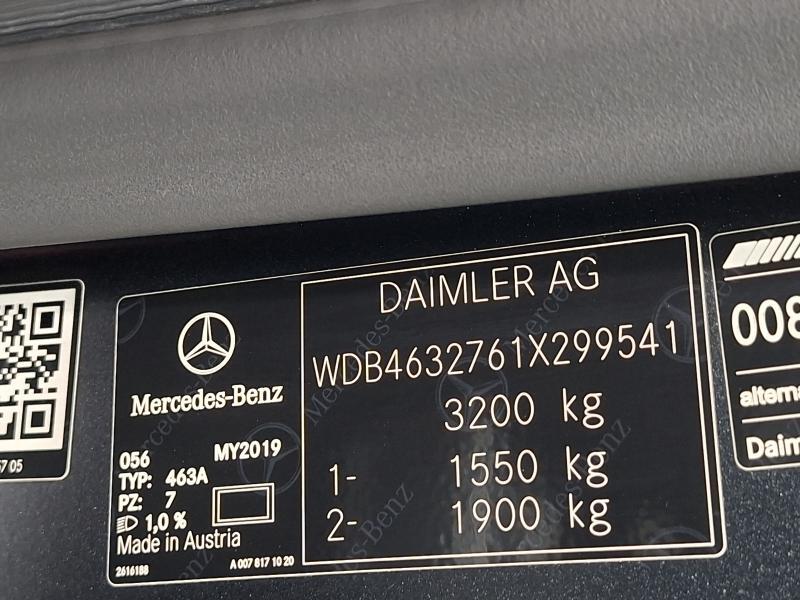 DAIMLER AG
WDB4632761X299541
3200 kg
1- 1550 kg
2- 1900 kg
Mercedes-Benz
056 MY2019
TYP: 463A
PZ: 7
1,0 %
Made in Austria
2616188 A 007 817 10 20
008
altern
Daim